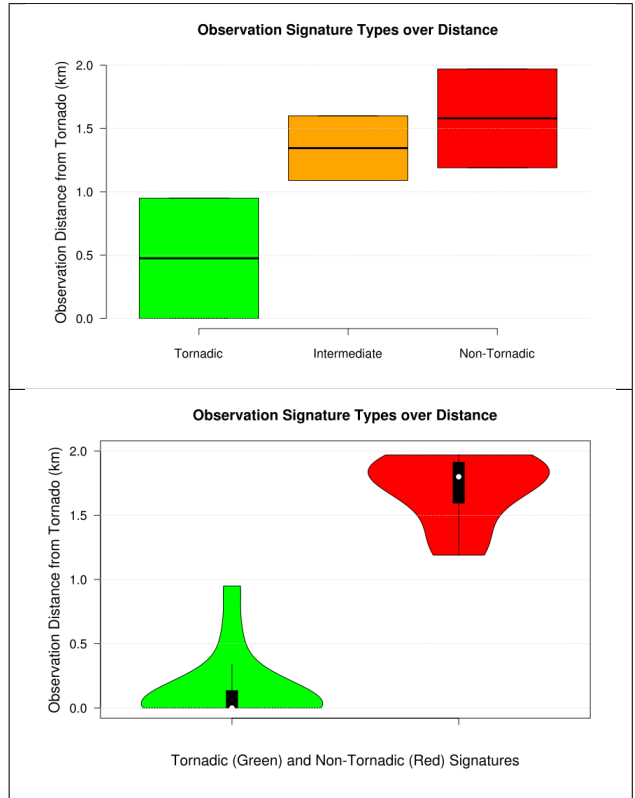 Observation Signature Types over Distance
Observation Distance from Tornado (km)
2.0
1.5
1.0
0.5
0.0
Tornadic Intermediate Non-Tornadic
Observation Signature Types over Distance
Observation Distance from Tornado (km)
2.0
1.5
1.0
0.5
0.0
Tornadic (Green) and Non-Tornadic (Red) Signatures